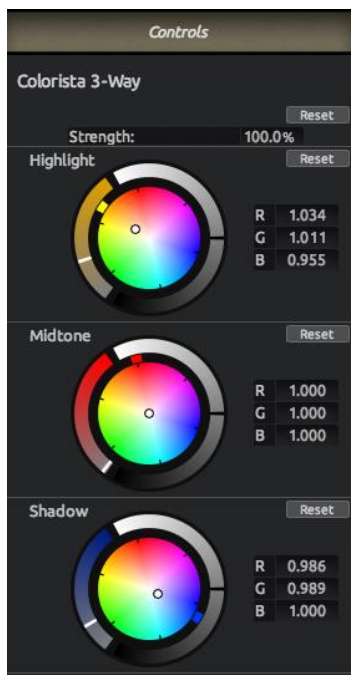 Controls
Colorista 3-Way
Reset
Strength: 100.0%
Highlight Reset
R 1.034
G 1.011
B 0.955
Midtone Reset
R 1.000
G 1.000
B 1.000
Shadow Reset
R 0.986
G 0.989
B 1.000